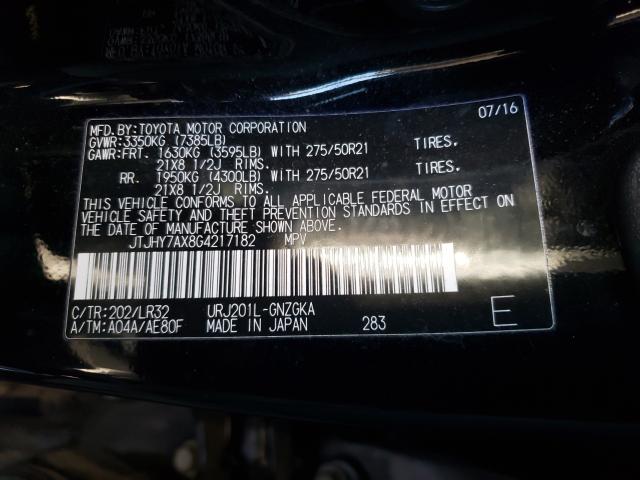 07/16
MFD.BY:TOYOTA MOTOR CORPORATION
GVWR:3350KG (7385LB)
GAWR:FRT. 1630KG (3595LB) WITH 275/50R21 TIRES.
21X8 1/2J RIMS.
RR. 1950KG (4300LB) WITH 275/50R21 TIRES.
21X8 1/2J RIMS.
THIS VEHICLE CONFORMS TO ALL APPLICABLE FEDERAL MOTOR
VEHICLE SAFETY AND THEFT PREVENTION STANDARDS IN EFFECT ON
THE DATE OF MANUFACTURE SHOWN ABOVE.
JTJHY7AX8G4217182 MPV
C/TR:202/LR32 URJ201L-GNZGKA
A/TM:A04A/AE80F MADE IN JAPAN 283 E